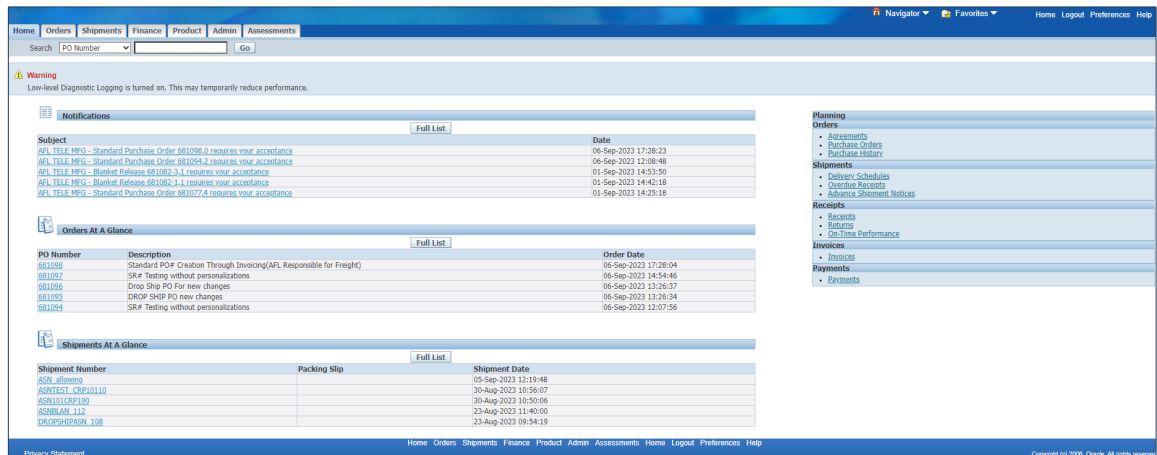 Navigator Favorites Home Logout Preferences Help
Home Orders Shipments Finance Product Admin Assessments
Search PO Number Go
Warning
Low-level Diagnostic Logging is turned on. This may temporarily reduce performance.
Notifications
Full List
Subject Date
AFL TELE MFG - Standard Purchase Order 681098,0 requires your acceptance 06-Sep-2023 17:28:23
AFL TELE MFG - Standard Purchase Order 681094,2 requires your acceptance 06-Sep-2023 12:08:48
AFL TELE MFG - Blanket Release 681082-3,1 requires your acceptance 01-Sep-2023 14:53:50
AFL TELE MFG - Blanket Release 681082-1,1 requires your acceptance 01-Sep-2023 14:42:18
AFL TELE MFG - Standard Purchase Order 681077,4 requires your acceptance 01-Sep-2023 14:25:18
Orders At A Glance
Full List
PO Number Description Order Date
681098 Standard PO# Creation Through Invoicing(AFL Responsible for Freight) 06-Sep-2023 17:28:04
681097 SR# Testing without personalizations 06-Sep-2023 14:54:46
681096 Drop Ship PO For new changes 06-Sep-2023 13:26:37
681095 DROP SHIP PO new changes 06-Sep-2023 13:26:34
681094 SR# Testing without personalizations 06-Sep-2023 12:07:56
Shipments At A Glance
Full List
Shipment Number Packing Slip Shipment Date
ASN_allowing 05-Sep-2023 12:19:48
ASNTEST_CRP10110 30-Aug-2023 10:56:07
ASN101CRP190 30-Aug-2023 10:50:06
ASNBLAN_112 23-Aug-2023 11:40:00
DROPSHIPASN_108 23-Aug-2023 09:54:19
Planning
Orders
Agreements
Purchase Orders
Purchase History
Shipments
Delivery Schedules
Overdue Receipts
Advance Shipment Notices
Receipts
Receipts
Returns
On-Time Performance
Invoices
Invoices
Payments
Payments
Home Orders Shipments Finance Product Admin Assessments Home Logout Preferences Help
Privacy Statement Copyright (c) 2006, Oracle. All rights reserved